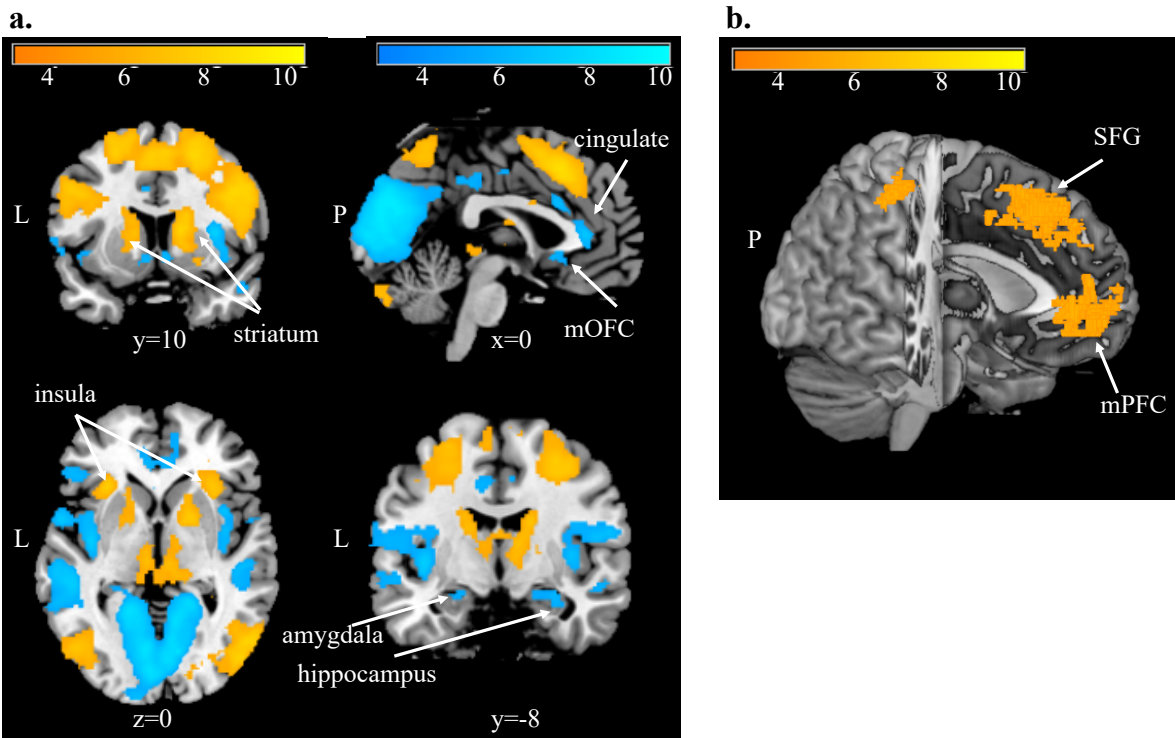 a.
b.
4 6 8 10
4 6 8 10
4 6 8 10
cingulate
SFG
L
P
P
striatum
mOFC
y=10
x=0
insula
mPFC
L
L
amygdala
hippocampus
z=0
y=-8